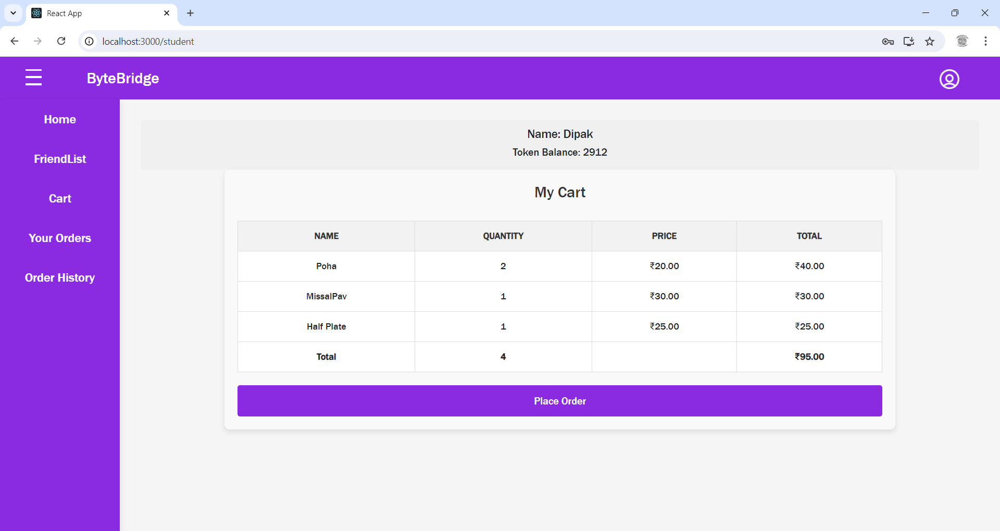 React App
localhost:3000/student
ByteBridge
Home
FriendList
Cart
Your Orders
Order History
Name: Dipak
Token Balance: 2912
My Cart
NAME QUANTITY PRICE TOTAL
Poha 2 ₹20.00 ₹40.00
MissalPav 1 ₹30.00 ₹30.00
Half Plate 1 ₹25.00 ₹25.00
Total 4 ₹95.00
Place Order